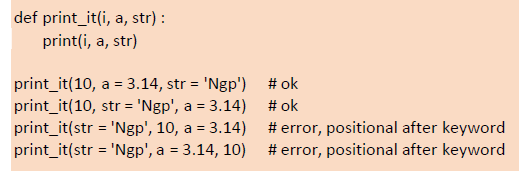 def print_it(i, a, str) :
print(i, a, str)
print_it(10, a = 3.14, str = 'Ngp') # ok
print_it(10, str = 'Ngp', a = 3.14) # ok
print_it(str = 'Ngp', 10, a = 3.14) # error, positional after keyword
print_it(str = 'Ngp', a = 3.14, 10) # error, positional after keyword